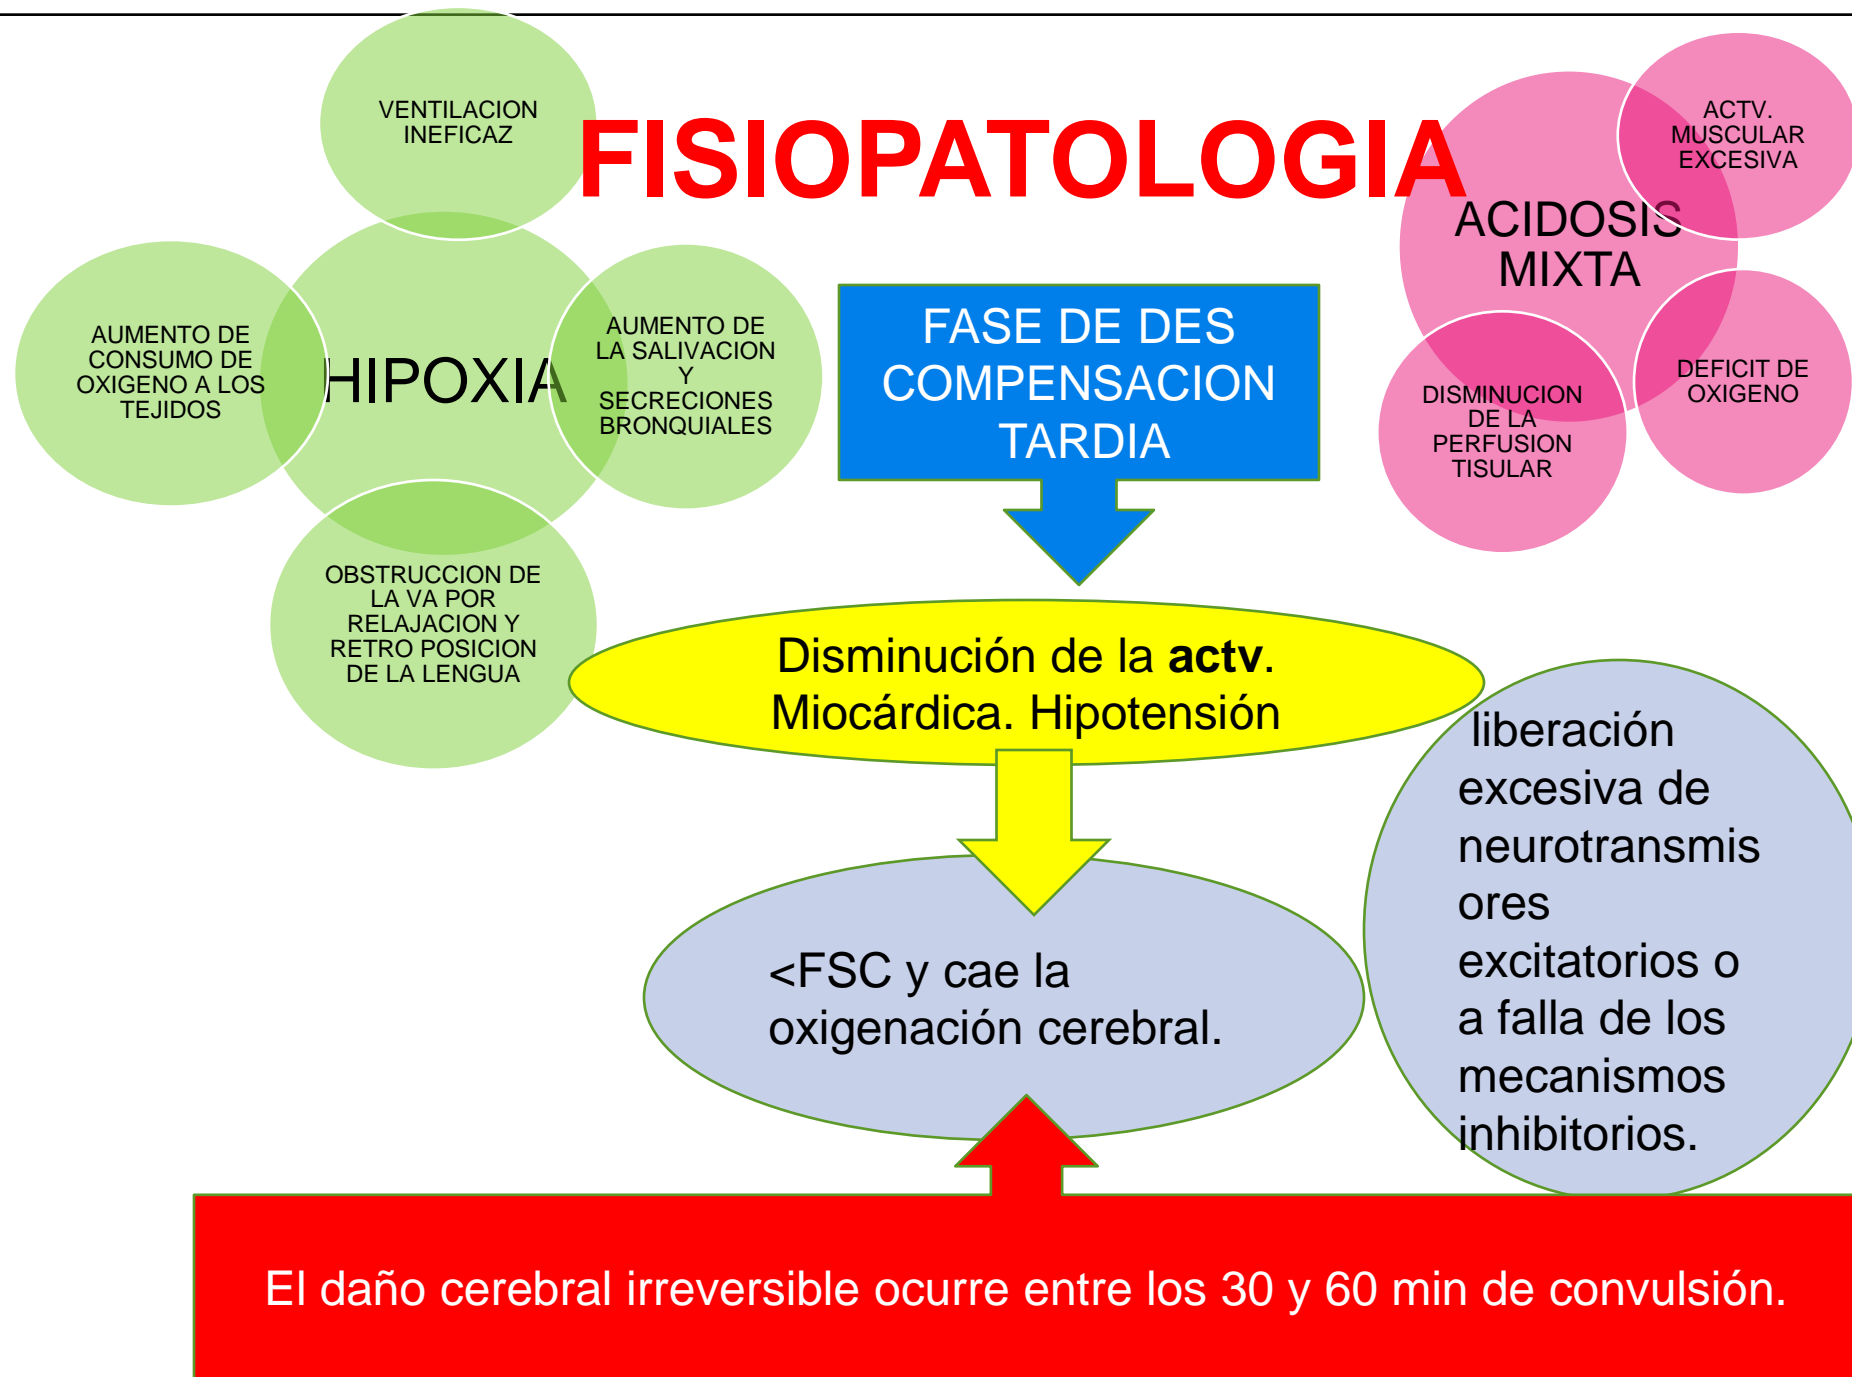 FISIOPATOLOGIA
VENTILACION
INEFICAZ
AUMENTO DE
CONSUMO DE
OXIGENO A LOS
TEJIDOS
HIPOXIA
AUMENTO DE
LA SALIVACION
Y
SECRECIONES
BRONQUIALES
OBSTRUCCION DE
LA VA POR
RELAJACION Y
RETRO POSICION
DE LA LENGUA
FASE DE DES
COMPENSACION
TARDIA
ACIDOSIS
MIXTA
ACTV.
MUSCULAR
EXCESIVA
DEFICIT DE
OXIGENO
DISMINUCION
DE LA
PERFUSION
TISULAR
Disminución de la actv.
Miocárdica. Hipotensión
<FSC y cae la
oxigenación cerebral.
liberación
excesiva de
neurotransmis
ores
excitatorios o
a falla de los
mecanismos
inhibitorios.
El daño cerebral irreversible ocurre entre los 30 y 60 min de convulsión.